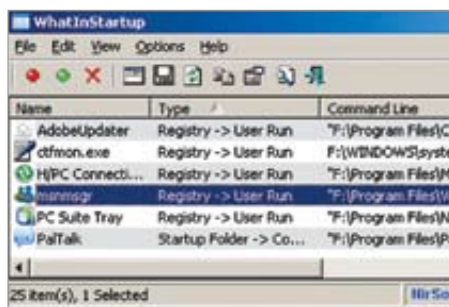 WhatInStartup
File Edit View Options Help
Name Type Command Line
AdobeUpdater Registry -> User Run "F:\Program Files\C
ctfmon.exe Registry -> User Run F:\WINDOWS\syste
H/PC Connecti... Registry -> User Run "F:\Program Files\M
msnmsgr Registry -> User Run "F:\Program Files\W
PC Suite Tray Registry -> User Run "F:\Program Files\N
PalTalk Startup Folder -> Co... "F:\Program Files\P
25 item(s), 1 Selected NirSo